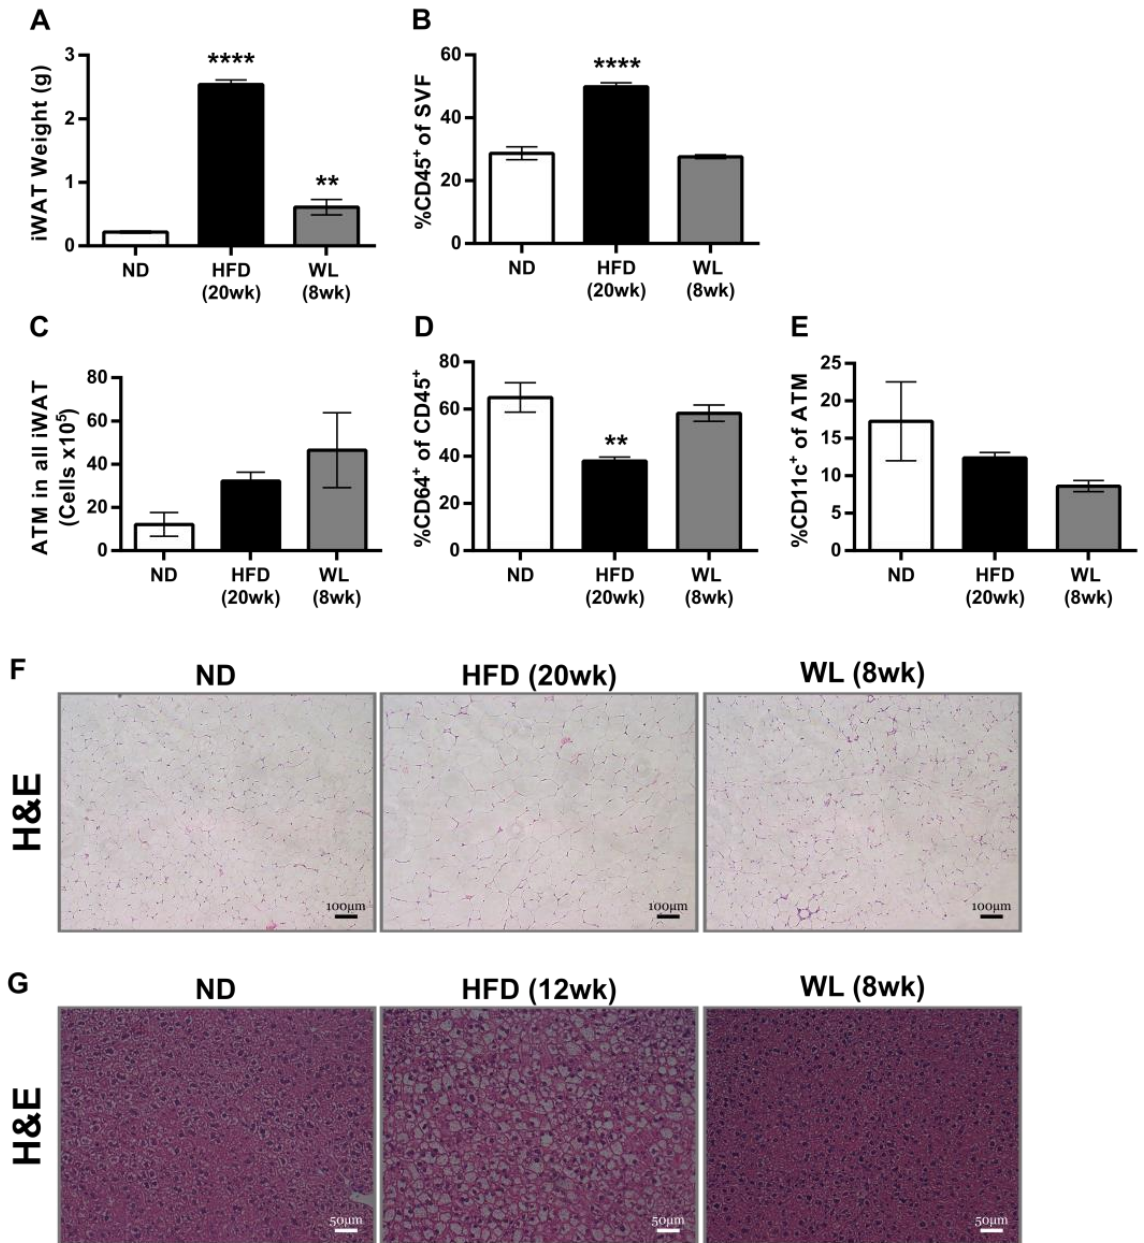 A
iWAT Weight (g)
3
2
1
0
****
**
ND
HFD
(20wk)
WL
(8wk)
B
%CD45⁺ of SVF
60
40
20
0
****
ND
HFD
(20wk)
WL
(8wk)
C
ATM in all iWAT
(Cells x10⁵)
80
60
40
20
0
ND
HFD
(20wk)
WL
(8wk)
D
%CD64⁺ of CD45⁺
80
60
40
20
0
**
ND
HFD
(20wk)
WL
(8wk)
E
%CD11c⁺ of ATM
25
20
15
10
5
0
ND
HFD
(20wk)
WL
(8wk)
F
ND
HFD (20wk)
WL (8wk)
H&E
100µm
100µm
100µm
G
ND
HFD (12wk)
WL (8wk)
H&E
50µm
50µm
50µm